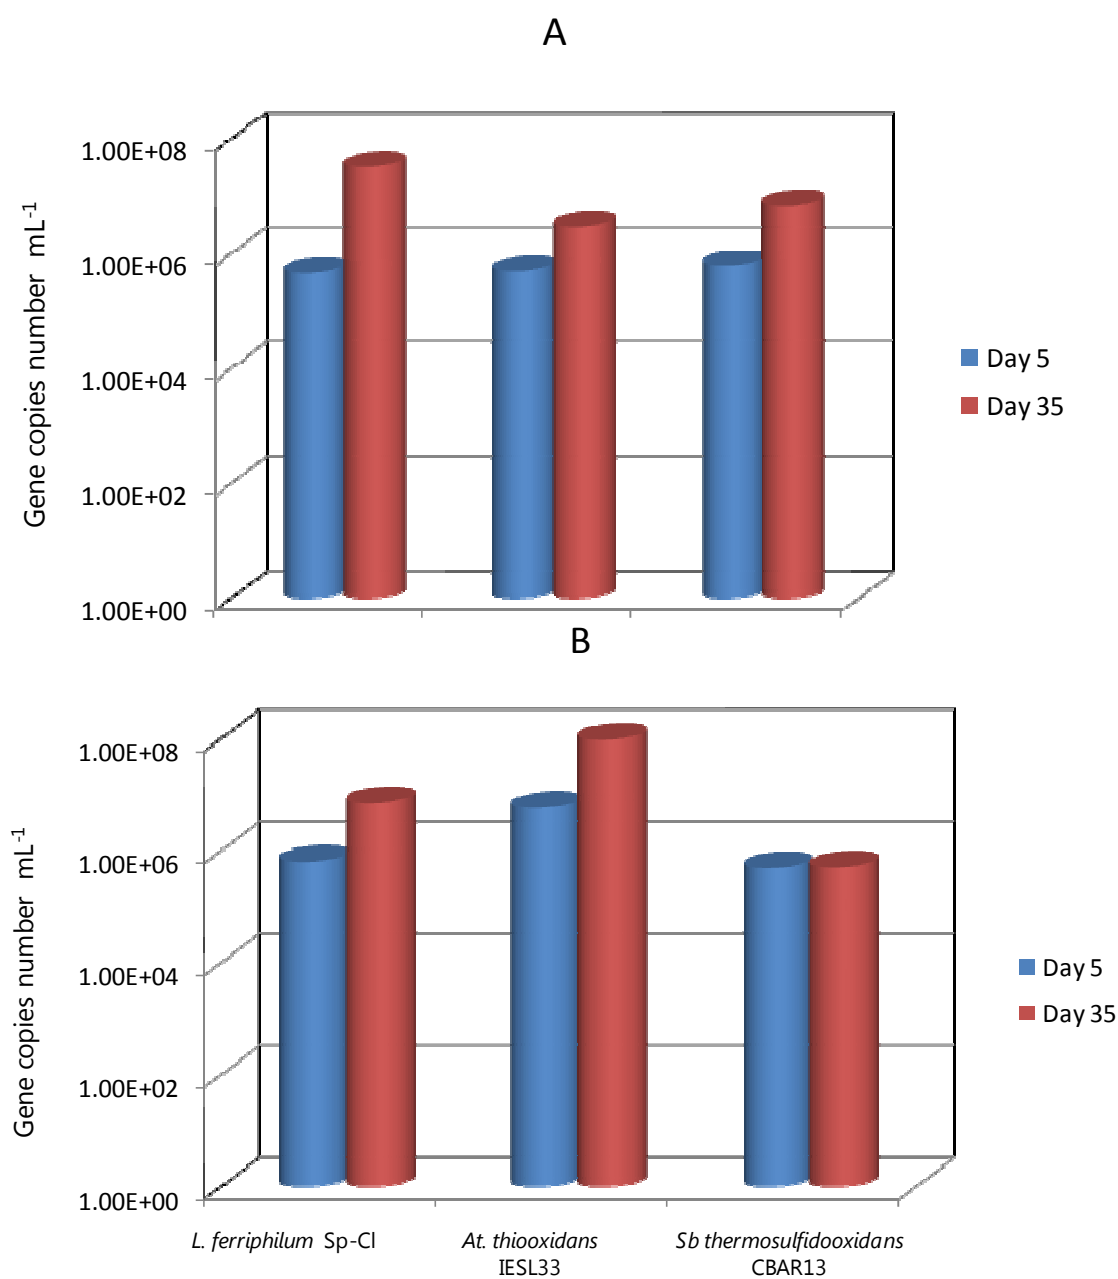 A
1.00E+08
1.00E+06
1.00E+04
1.00E+02
1.00E+00
Gene copies number mL-1
Day 5
Day 35
B
1.00E+08
1.00E+06
1.00E+04
1.00E+02
1.00E+00
Gene copies number mL-1
Day 5
Day 35
L. ferriphilum Sp-Cl
At. thiooxidans
IESL33
Sb thermosulfidooxidans
CBAR13